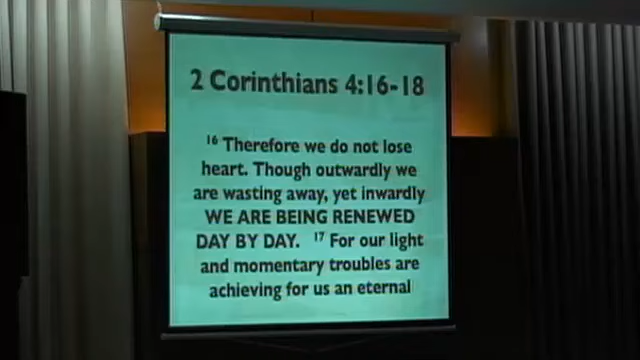 2 Corinthians 4:16-18
16 Therefore we do not lose
heart. Though outwardly we
are wasting away, yet inwardly
WE ARE BEING RENEWED
DAY BY DAY. 17 For our light
and momentary troubles are
achieving for us an eternal